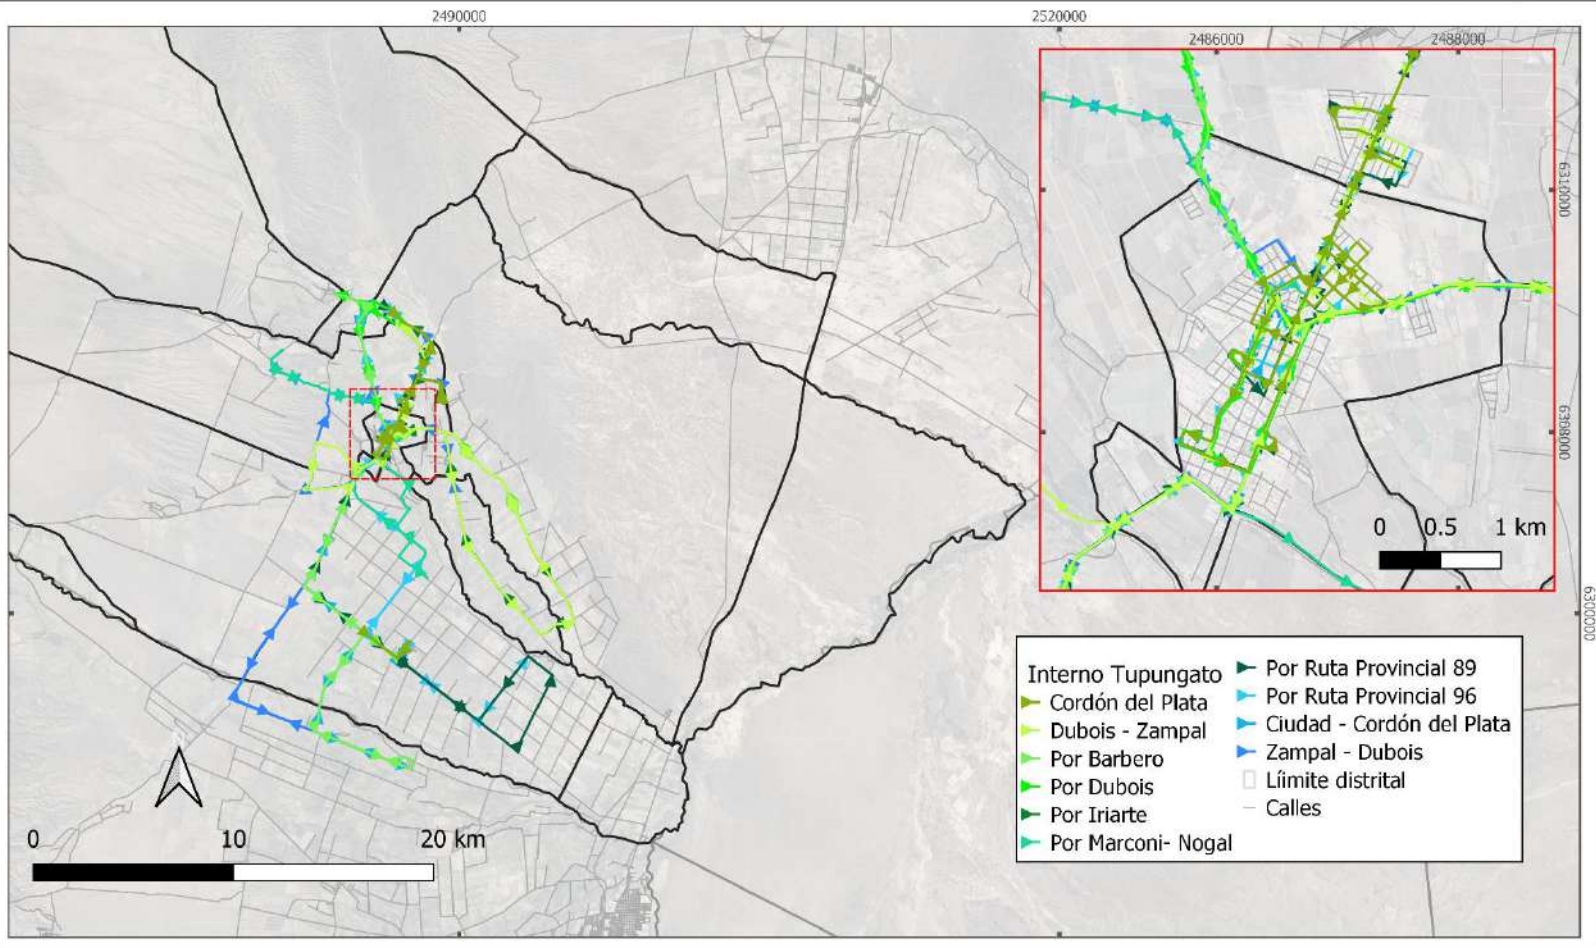 2490000
2520000
2486000
2488000
6310000
6308000
6300000
0 0.5 1 km
Interno Tupungato
Cordón del Plata
Dubois - Zampal
Por Barbero
Por Dubois
Por Iriarte
Por Marconi- Nogal
Por Ruta Provincial 89
Por Ruta Provincial 96
Ciudad - Cordón del Plata
Zampal - Dubois
Líimite distrital
Calles
0 10 20 km